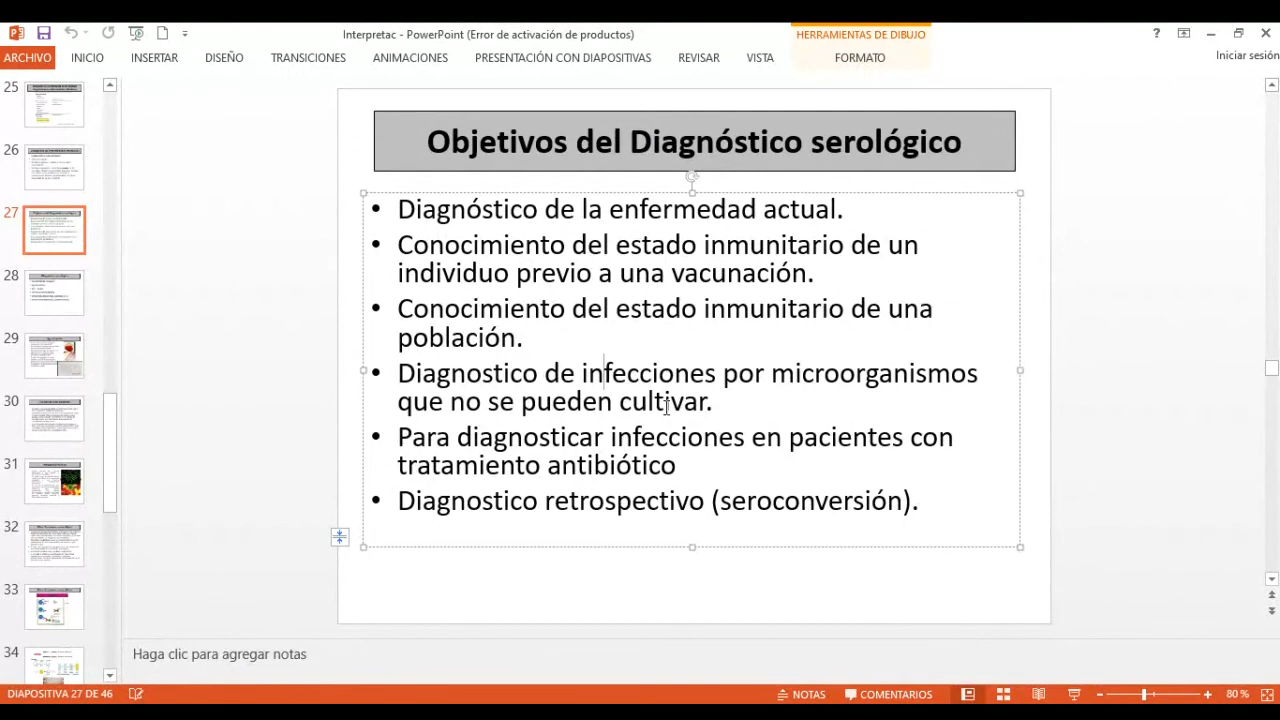 Interpretac - PowerPoint (Error de activación de productos)
HERRAMIENTAS DE DIBUJO
?
ARCHIVO INICIO INSERTAR DISEÑO TRANSICIONES ANIMACIONES PRESENTACIÓN CON DIAPOSITIVAS REVISAR VISTA FORMATO Iniciar sesión
25
26
27
28
29
30
31
32
33
34
Objetivos del Diagnóstico serológico
• Diagnóstico de la enfermedad actual
• Conocimiento del estado inmunitario de un
individuo previo a una vacunación.
• Conocimiento del estado inmunitario de una
población.
• Diagnostico de infecciones por microorganismos
que no se pueden cultivar.
• Para diagnosticar infecciones en pacientes con
tratamiento antibiótico
• Diagnostico retrospectivo (seroconversión).
Haga clic para agregar notas
DIAPOSITIVA 27 DE 46 NOTAS COMENTARIOS 80 %